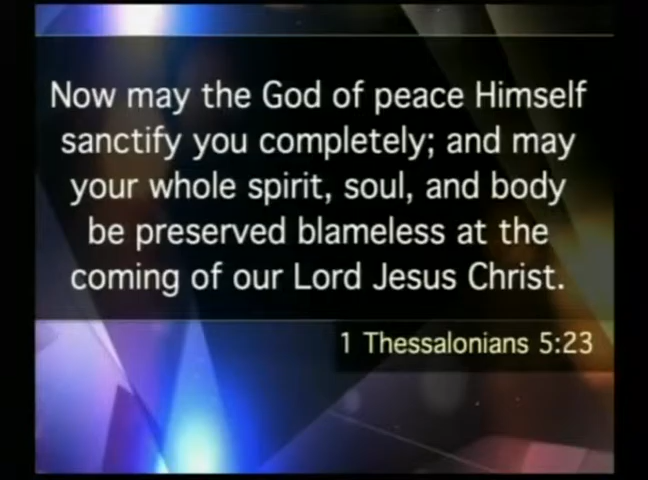 Now may the God of peace Himself
sanctify you completely; and may
your whole spirit, soul, and body
be preserved blameless at the
coming of our Lord Jesus Christ.
1 Thessalonians 5:23